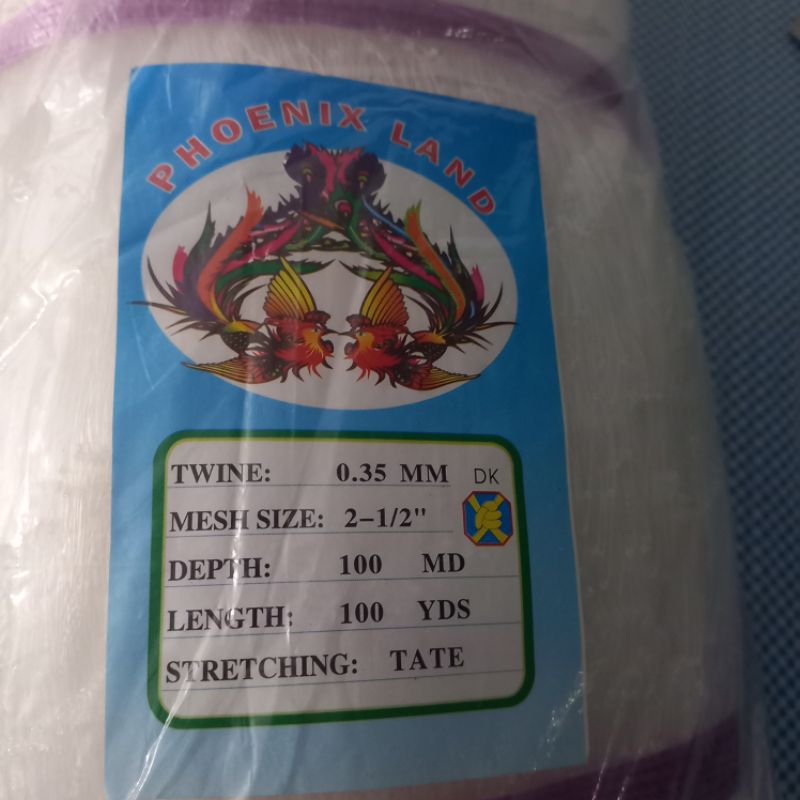 PHOENIX LAND
TWINE: 0.35 MM DK
MESH SIZE: 2-1/2"
DEPTH: 100 MD
LENGTH: 100 YDS
STRETCHING: TATE